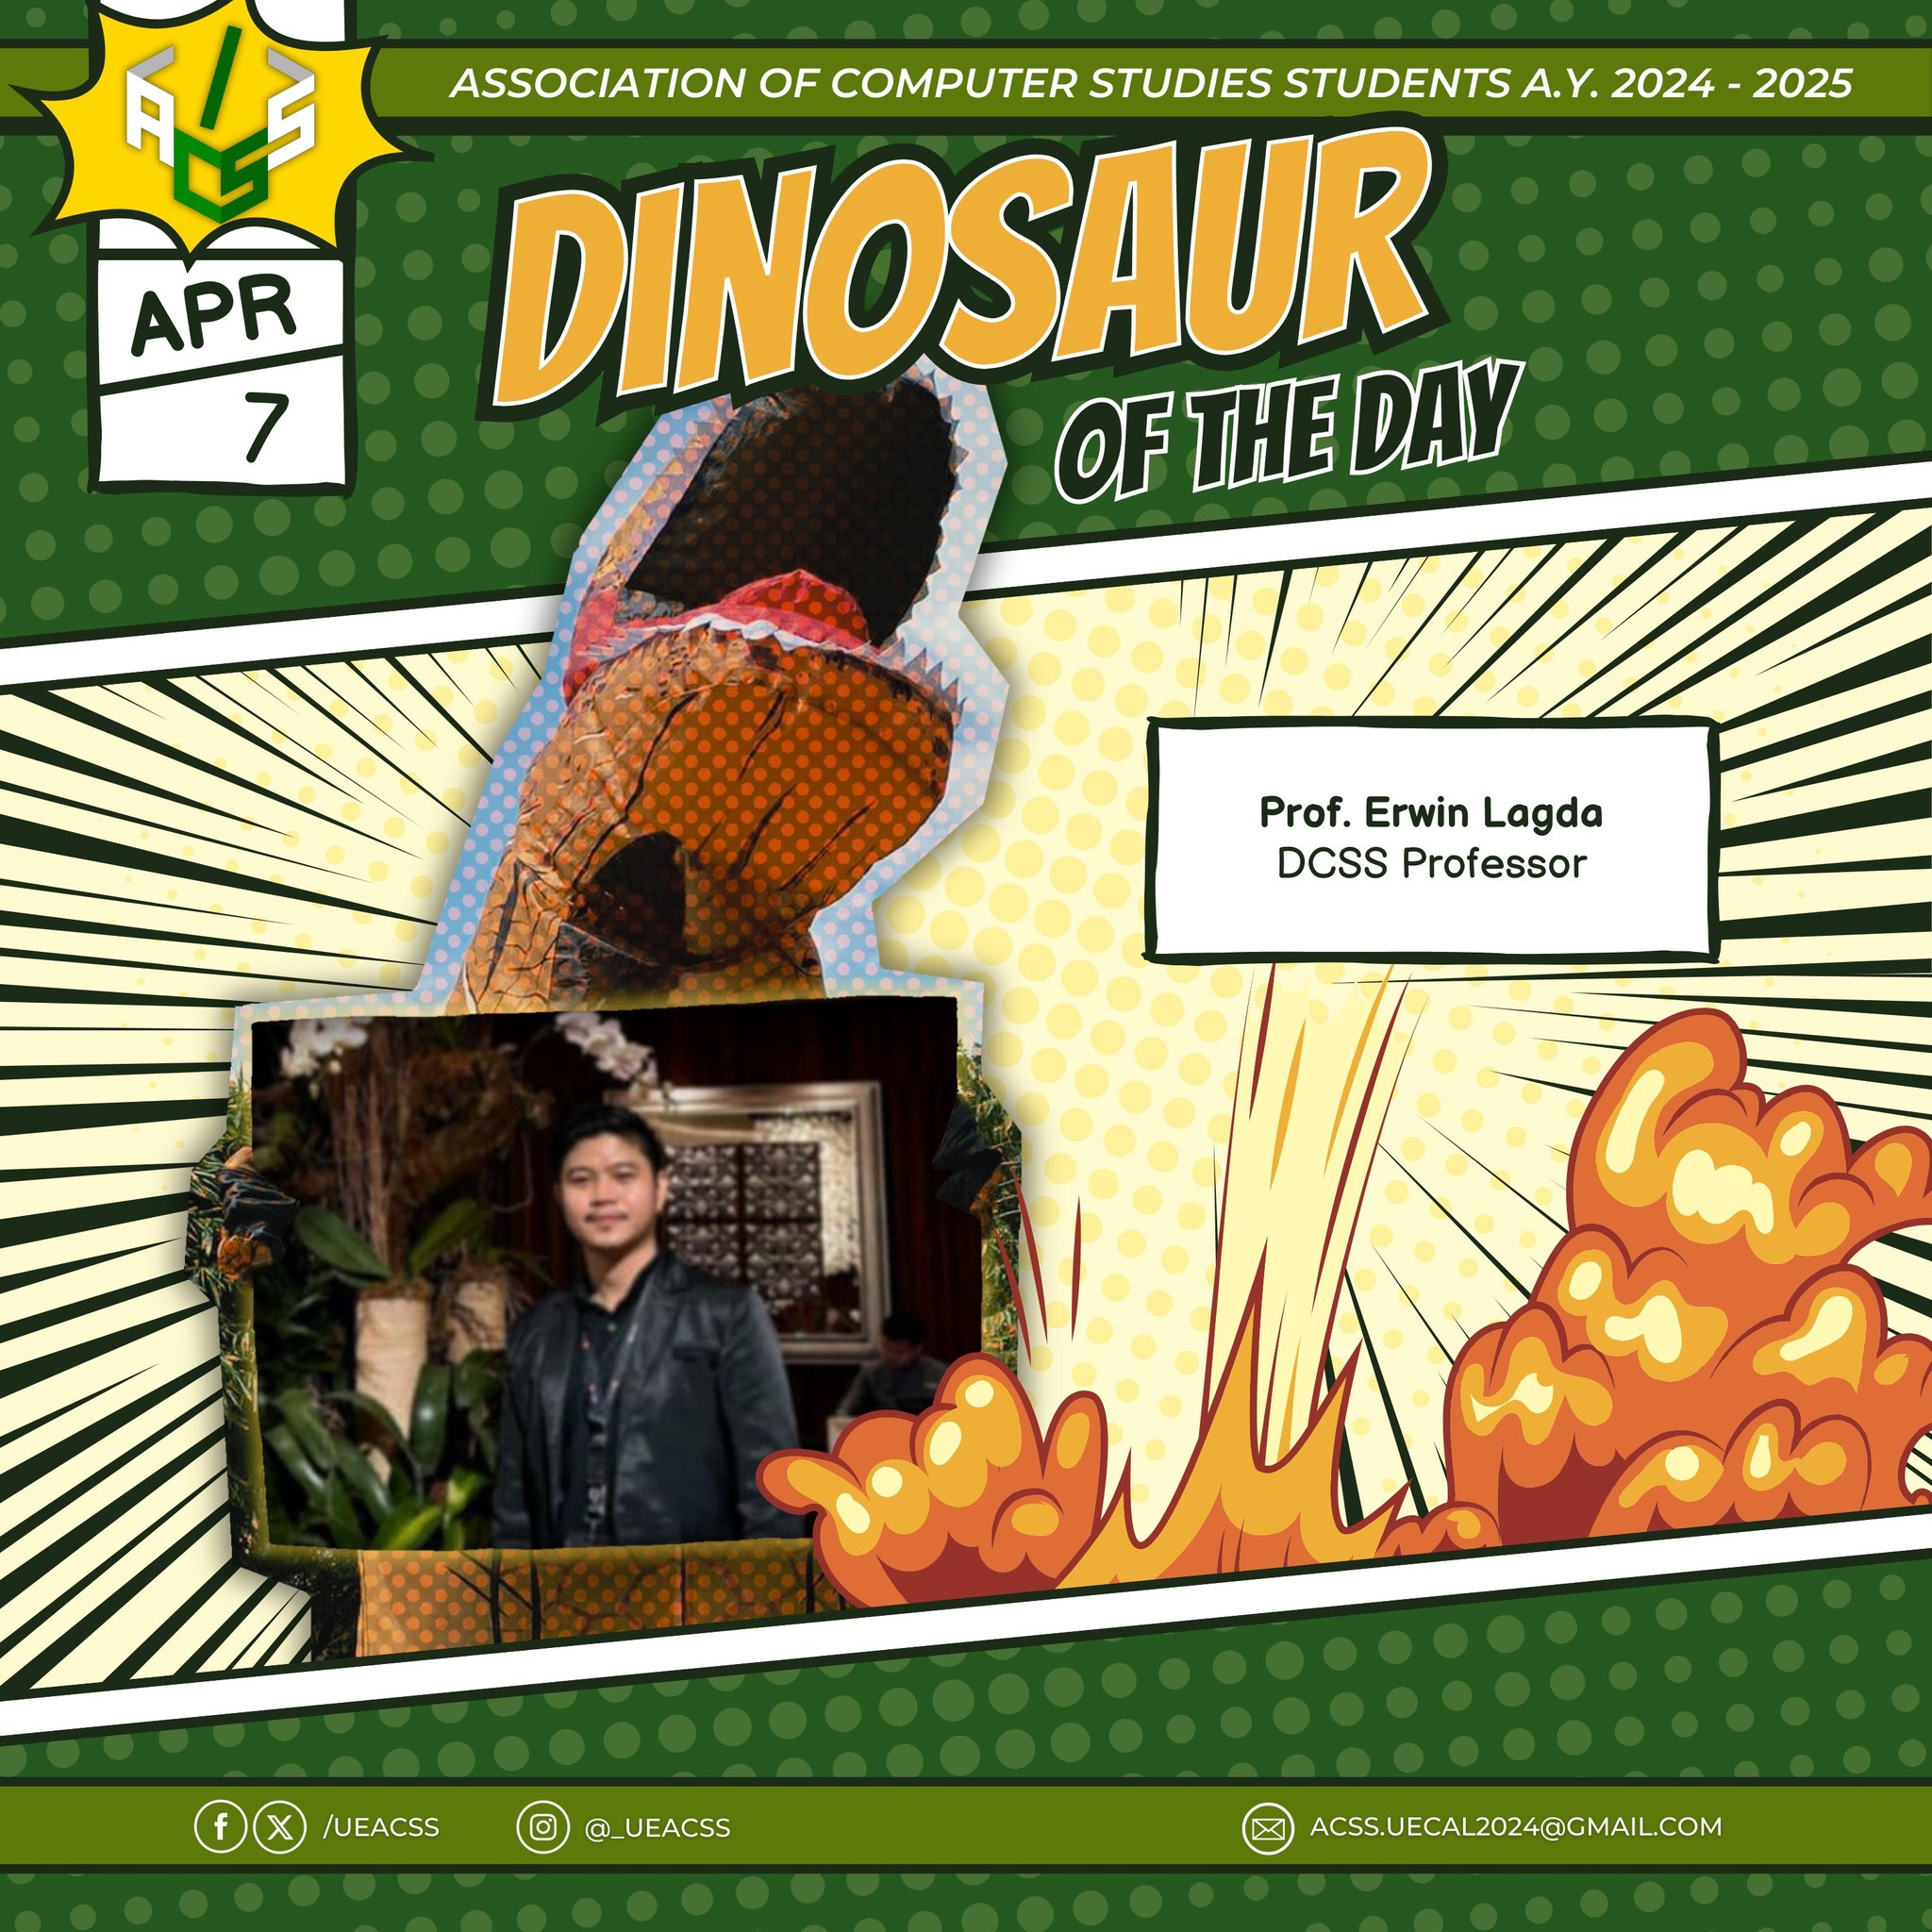 ASSOCIATION OF COMPUTER STUDIES STUDENTS A.Y. 2024 - 2025
ACSS
APR
7
DINOSAUR
OF THE DAY
Prof. Erwin Lagda
DCSS Professor
/UEACSS
@_UEACSS
ACSS.UECAL2024@GMAIL.COM